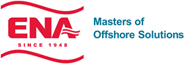 ENA
SINCE 1948
Masters of
Offshore Solutions